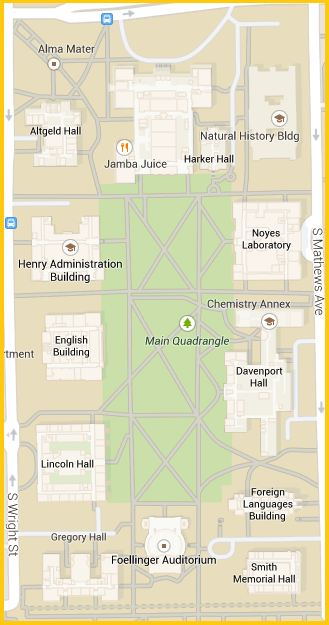 Alma Mater
Altgeld Hall
Natural History Bldg
Jamba Juice
Harker Hall
Noyes
Laboratory
S Mathews Ave
Henry Administration
Building
Chemistry Annex
Main Quadrangle
English
Building
rtment
Davenport
Hall
Lincoln Hall
S Wright St
Foreign
Languages
Building
Gregory Hall
Foellinger Auditorium
Smith
Memorial Hall